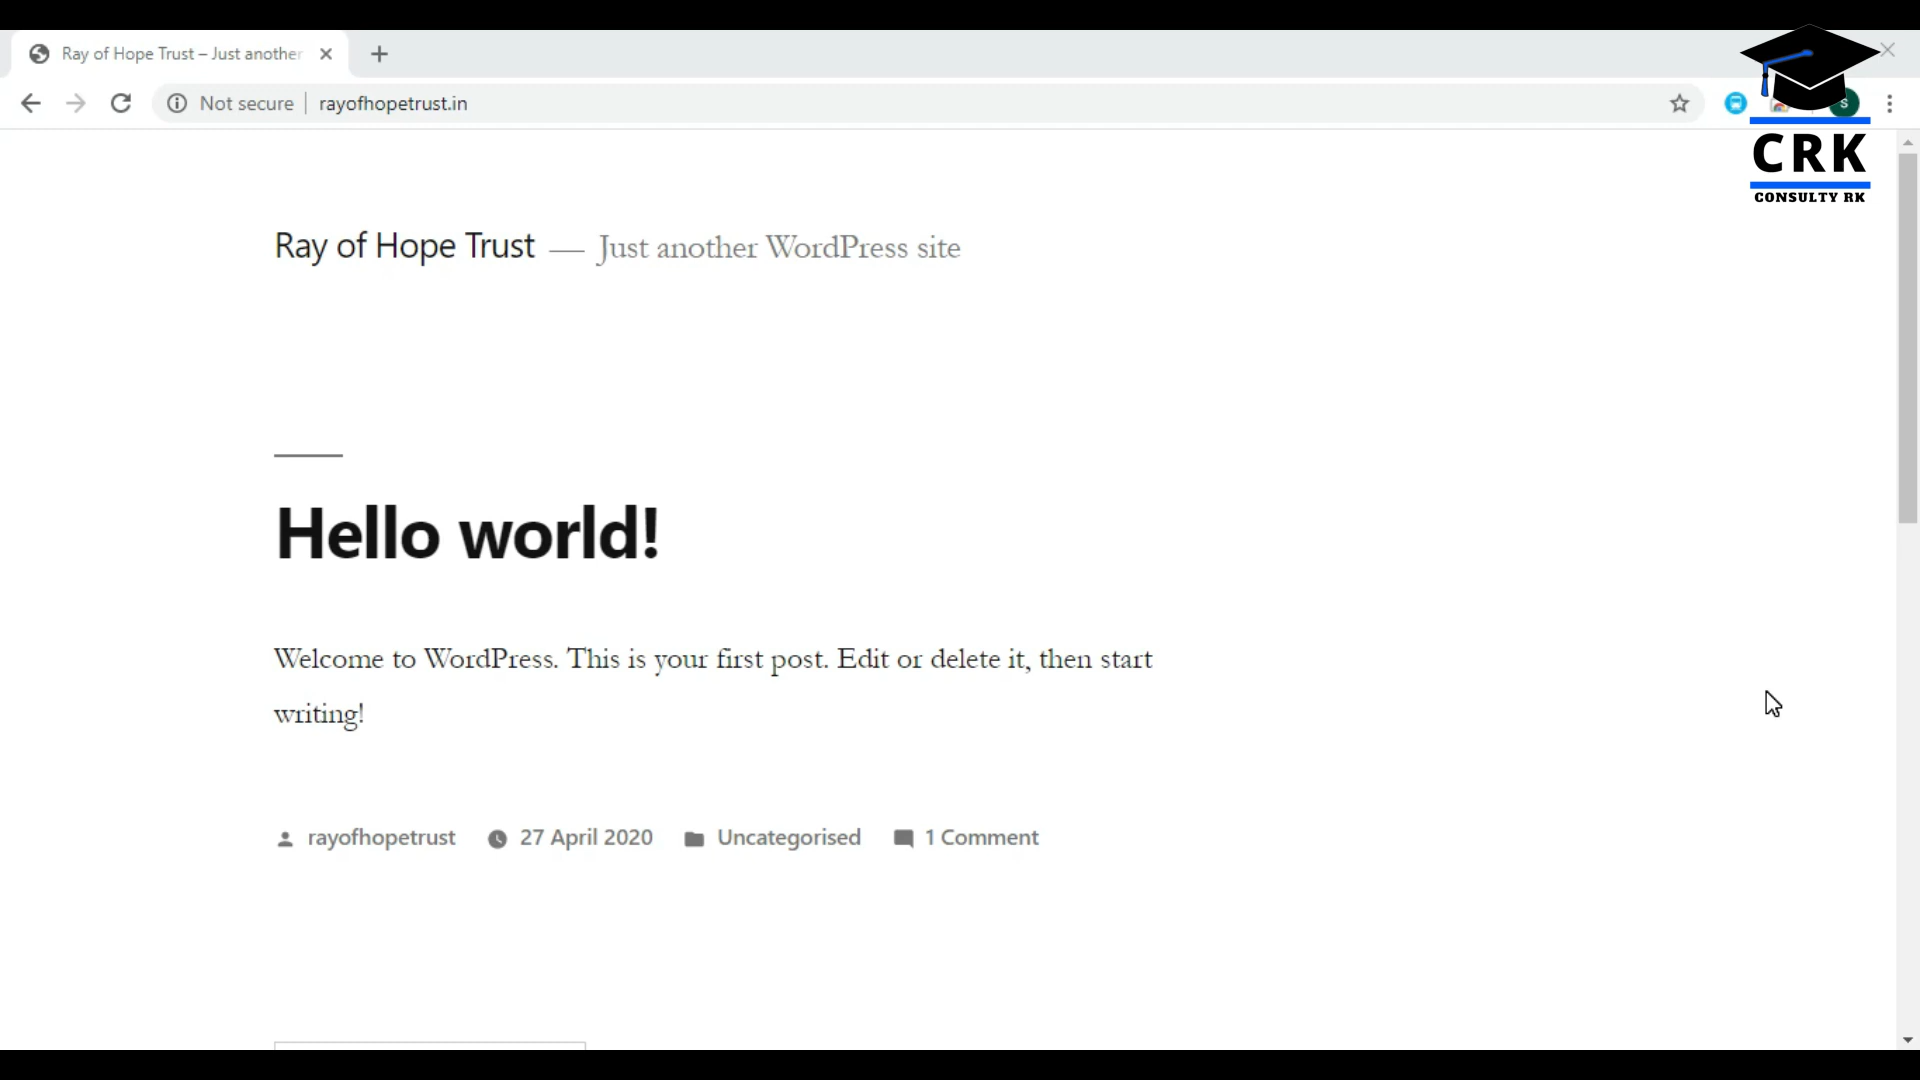 Ray of Hope Trust – Just another
Not secure
rayofhopetrust.in
S
CRK
CONSULTY RK
Ray of Hope Trust — Just another WordPress site
Hello world!
Welcome to WordPress. This is your first post. Edit or delete it, then start
writing!
rayofhopetrust 27 April 2020 Uncategorised 1 Comment